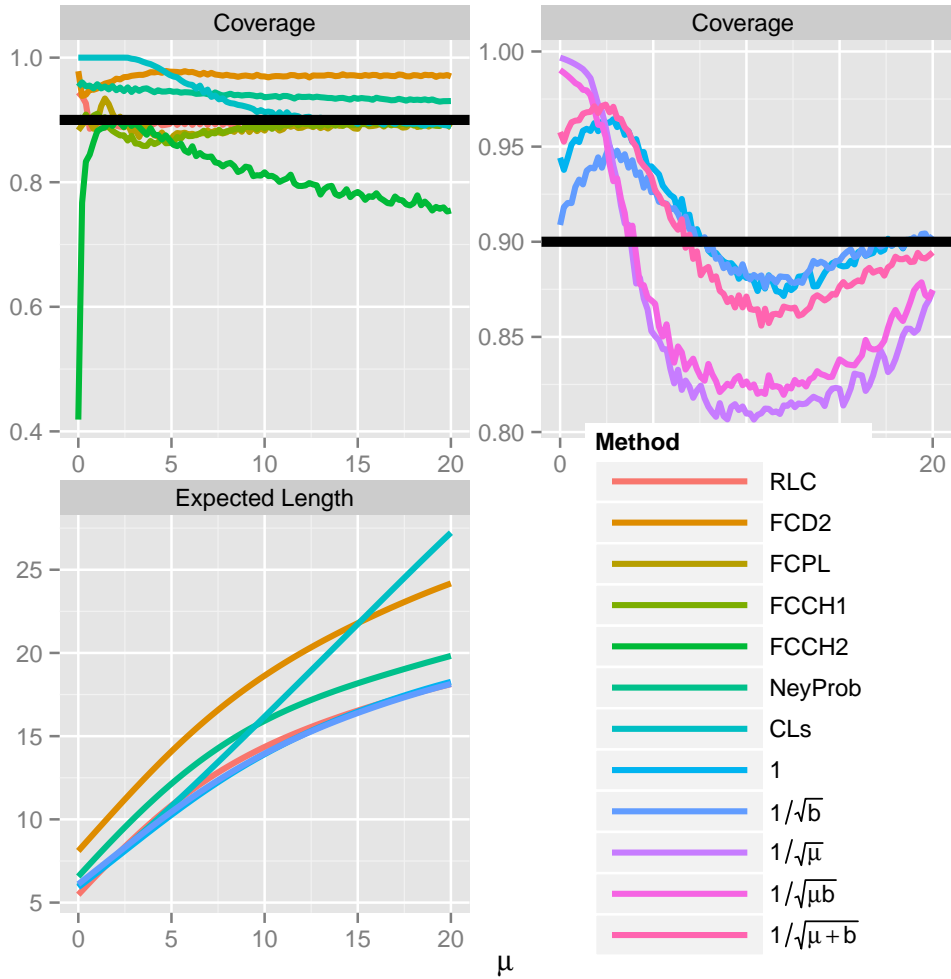 Coverage
Coverage
1.0
0.8
0.6
0.4
0
5
10
15
20
1.00
0.95
0.90
0.85
0.80
0
20
Expected Length
25
20
15
10
5
0
5
10
15
20
μ
Method
RLC
FCD2
FCPL
FCCH1
FCCH2
NeyProb
CLs
1
1/√b
1/√μ
1/√μb
1/√μ + b